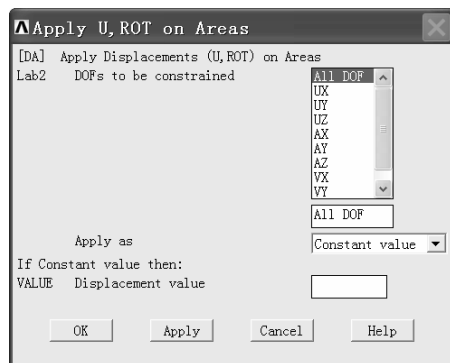 Apply U,ROT on Areas
[DA] Apply Displacements (U,ROT) on Areas
Lab2 DOFs to be constrained
All DOF
UX
UY
UZ
AX
AY
AZ
VX
VY
All DOF
Apply as Constant value
If Constant value then:
VALUE Displacement value
OK Apply Cancel Help